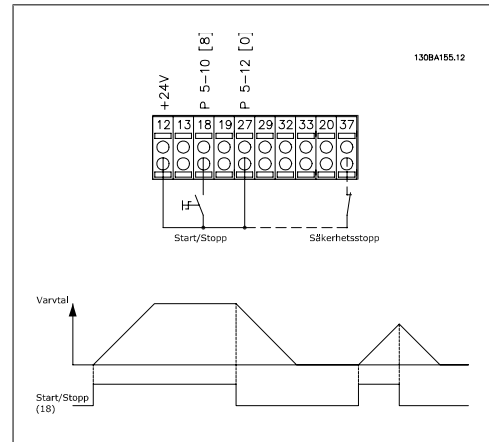 130BA155.12
+24V
P 5-10 [8]
P 5-12 [0]
12 13 18 19 27 29 32 33 20 37
Start/Stopp
Säkerhetsstopp
Varvtal
Start/Stopp
(18)